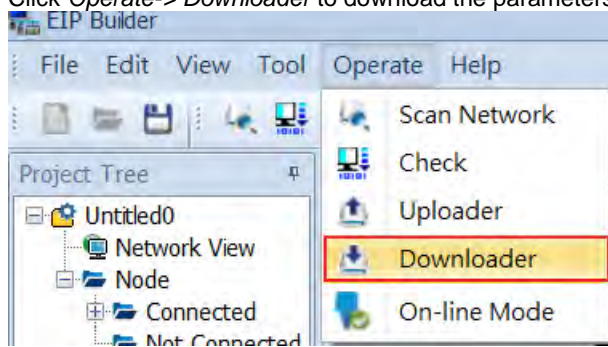 Click Operate-> Downloader to download the parameters
EIP Builder
File Edit View Tool Operate Help
Scan Network
Check
Project Tree
Uploader
Untitled0
Network View
Downloader
Node
Connected
On-line Mode
Not Connected